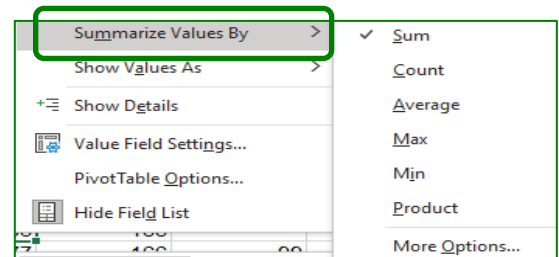 Summarize Values By
Show Values As
Show Details
Value Field Settings...
PivotTable Options...
Hide Field List
Sum
Count
Average
Max
Min
Product
More Options...